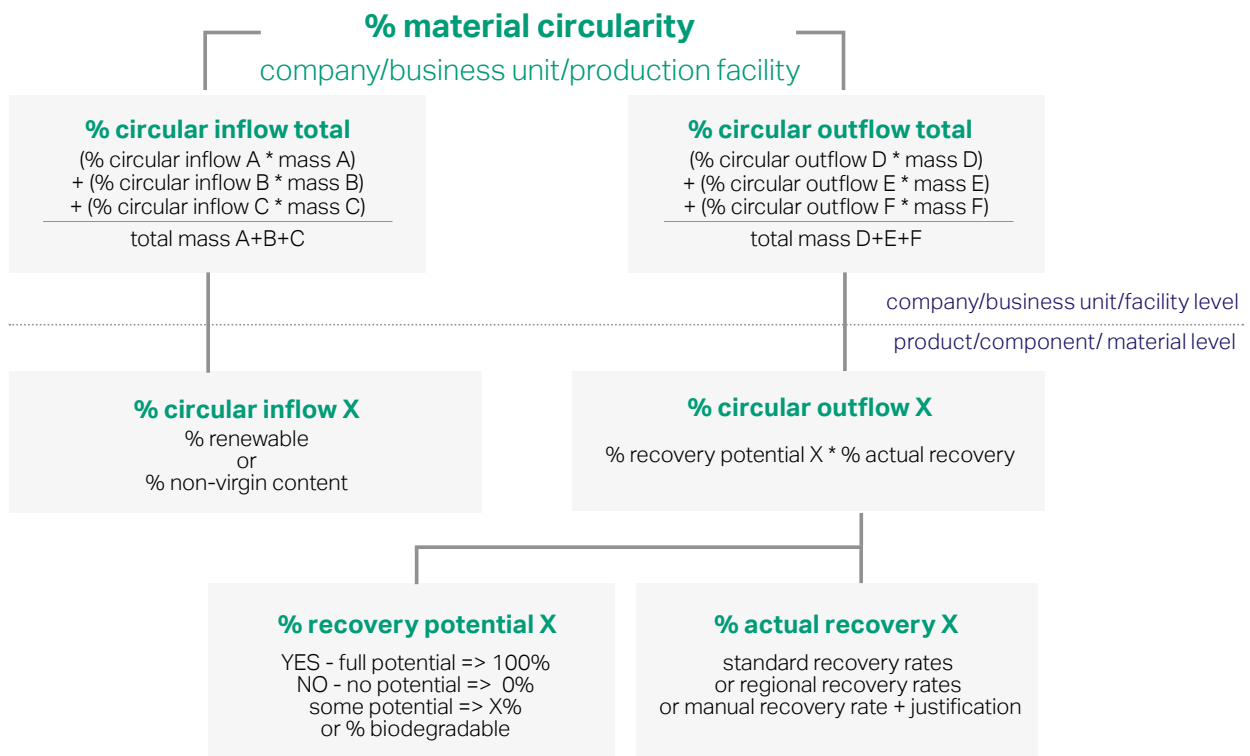 % material circularity
company/business unit/production facility
% circular inflow total
(% circular inflow A * mass A)
+ (% circular inflow B * mass B)
+ (% circular inflow C * mass C)
total mass A+B+C
% circular outflow total
(% circular outflow D * mass D)
+ (% circular outflow E * mass E)
+ (% circular outflow F * mass F)
total mass D+E+F
company/business unit/facility level
product/component/ material level
% circular inflow X
% renewable
or
% non-virgin content
% circular outflow X
% recovery potential X * % actual recovery
% recovery potential X
YES - full potential => 100%
NO - no potential => 0%
some potential => X%
or % biodegradable
% actual recovery X
standard recovery rates
or regional recovery rates
or manual recovery rate + justification